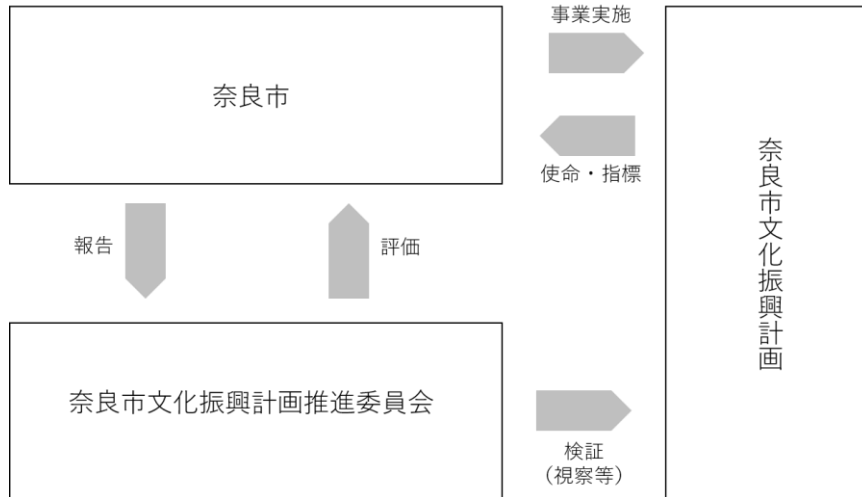 事業実施
奈良市
使命・指標
奈良市文化振興計画
報告
評価
奈良市文化振興計画推進委員会
検証
（視察等）